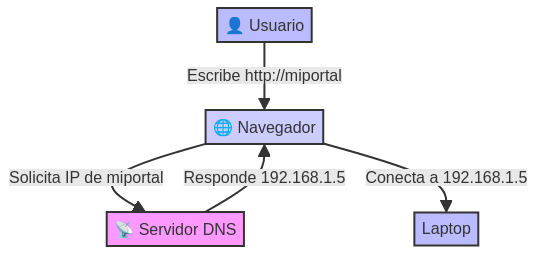 👤 Usuario
Escribe http://miportal
🌐 Navegador
Solicita IP de miportal
Responde 192.168.1.5
Conecta a 192.168.1.5
📡 Servidor DNS
Laptop